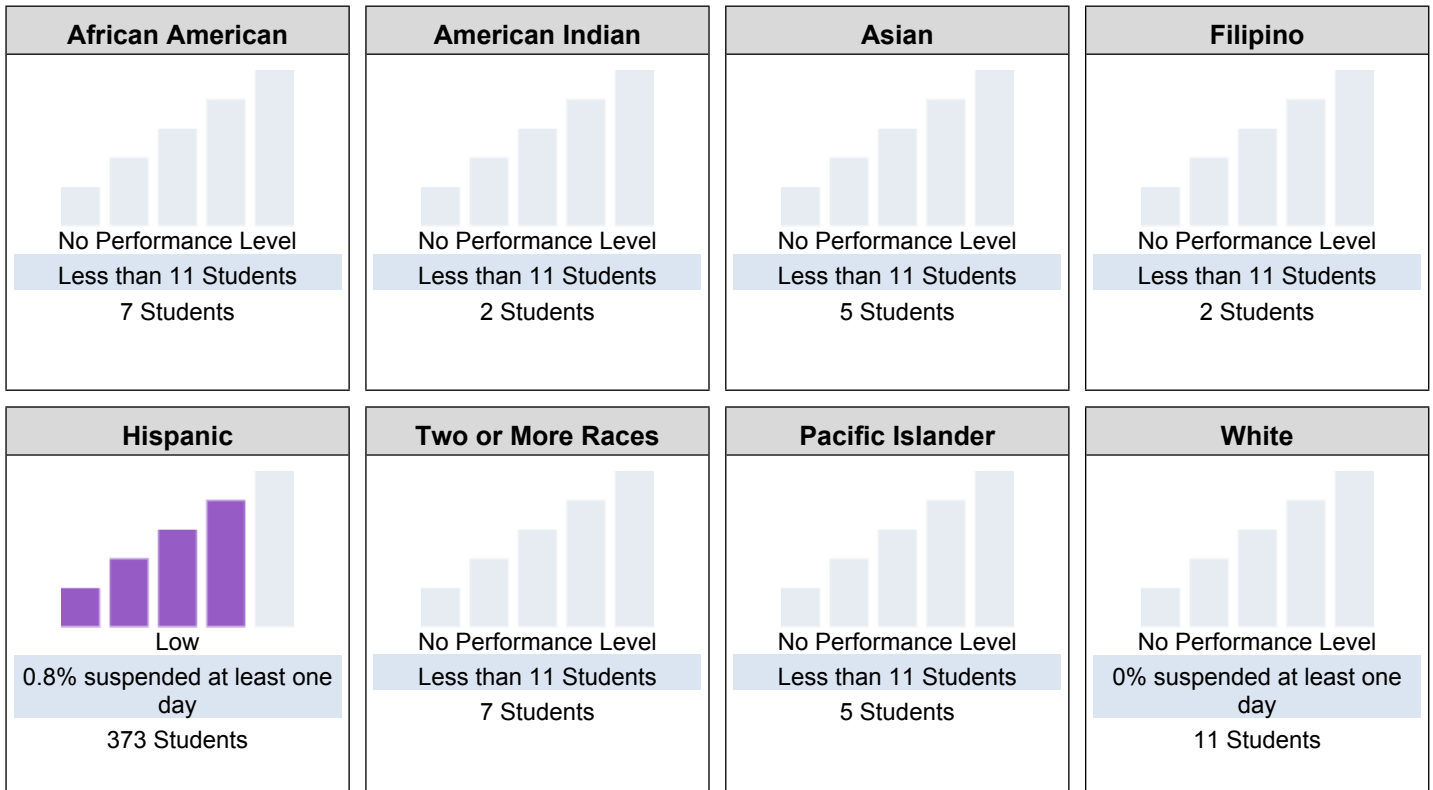 African American
No Performance Level
Less than 11 Students
7 Students
American Indian
No Performance Level
Less than 11 Students
2 Students
Asian
No Performance Level
Less than 11 Students
5 Students
Filipino
No Performance Level
Less than 11 Students
2 Students
Hispanic
Low
0.8% suspended at least one
day
373 Students
Two or More Races
No Performance Level
Less than 11 Students
7 Students
Pacific Islander
No Performance Level
Less than 11 Students
5 Students
White
No Performance Level
0% suspended at least one
day
11 Students